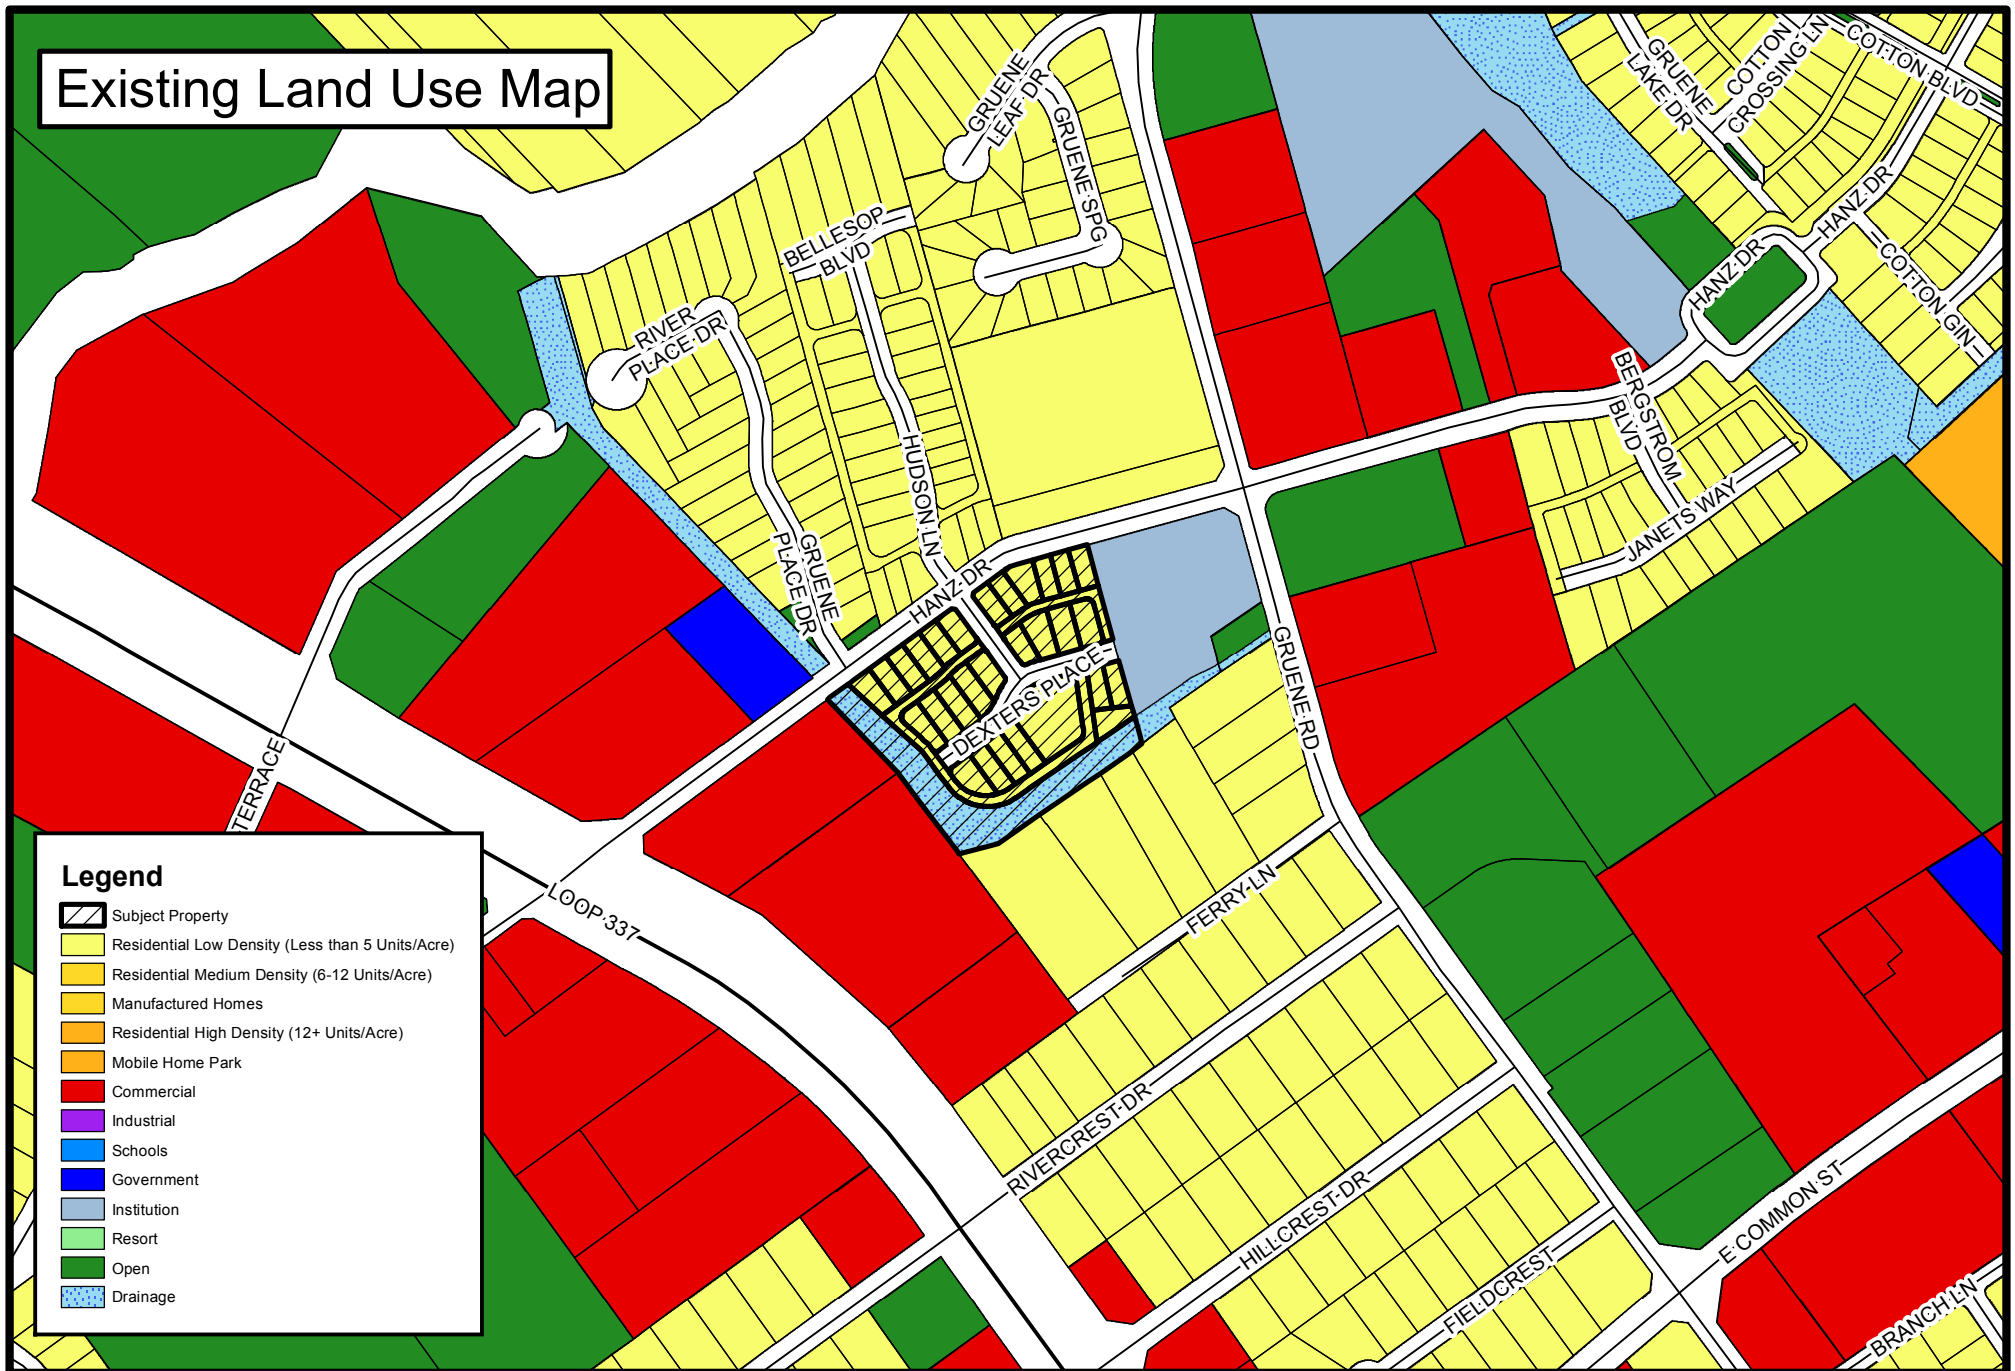 Existing Land Use Map
GRUENE
LEAF DR
GRUENE SPG
GRUENE
LAKE DR
COTTON
CROSSING LN
COTTON BLVD
HANZ DR
HANZ DR
COTTON GIN
BELLESOP
BLVD
RIVER
PLACE DR
HUDSON LN
GRUENE
PLACE DR
HANZ DR
BERGSTROM
BLVD
JANETS WAY
DEXTERS PLACE
GRUENE RD
TERRACE
LOOP 337
FERRY LN
RIVERCREST DR
HILLCREST DR
FIELDCREST
E COMMON ST
BRANCH LN
Legend
Subject Property
Residential Low Density (Less than 5 Units/Acre)
Residential Medium Density (6-12 Units/Acre)
Manufactured Homes
Residential High Density (12+ Units/Acre)
Mobile Home Park
Commercial
Industrial
Schools
Government
Institution
Resort
Open
Drainage